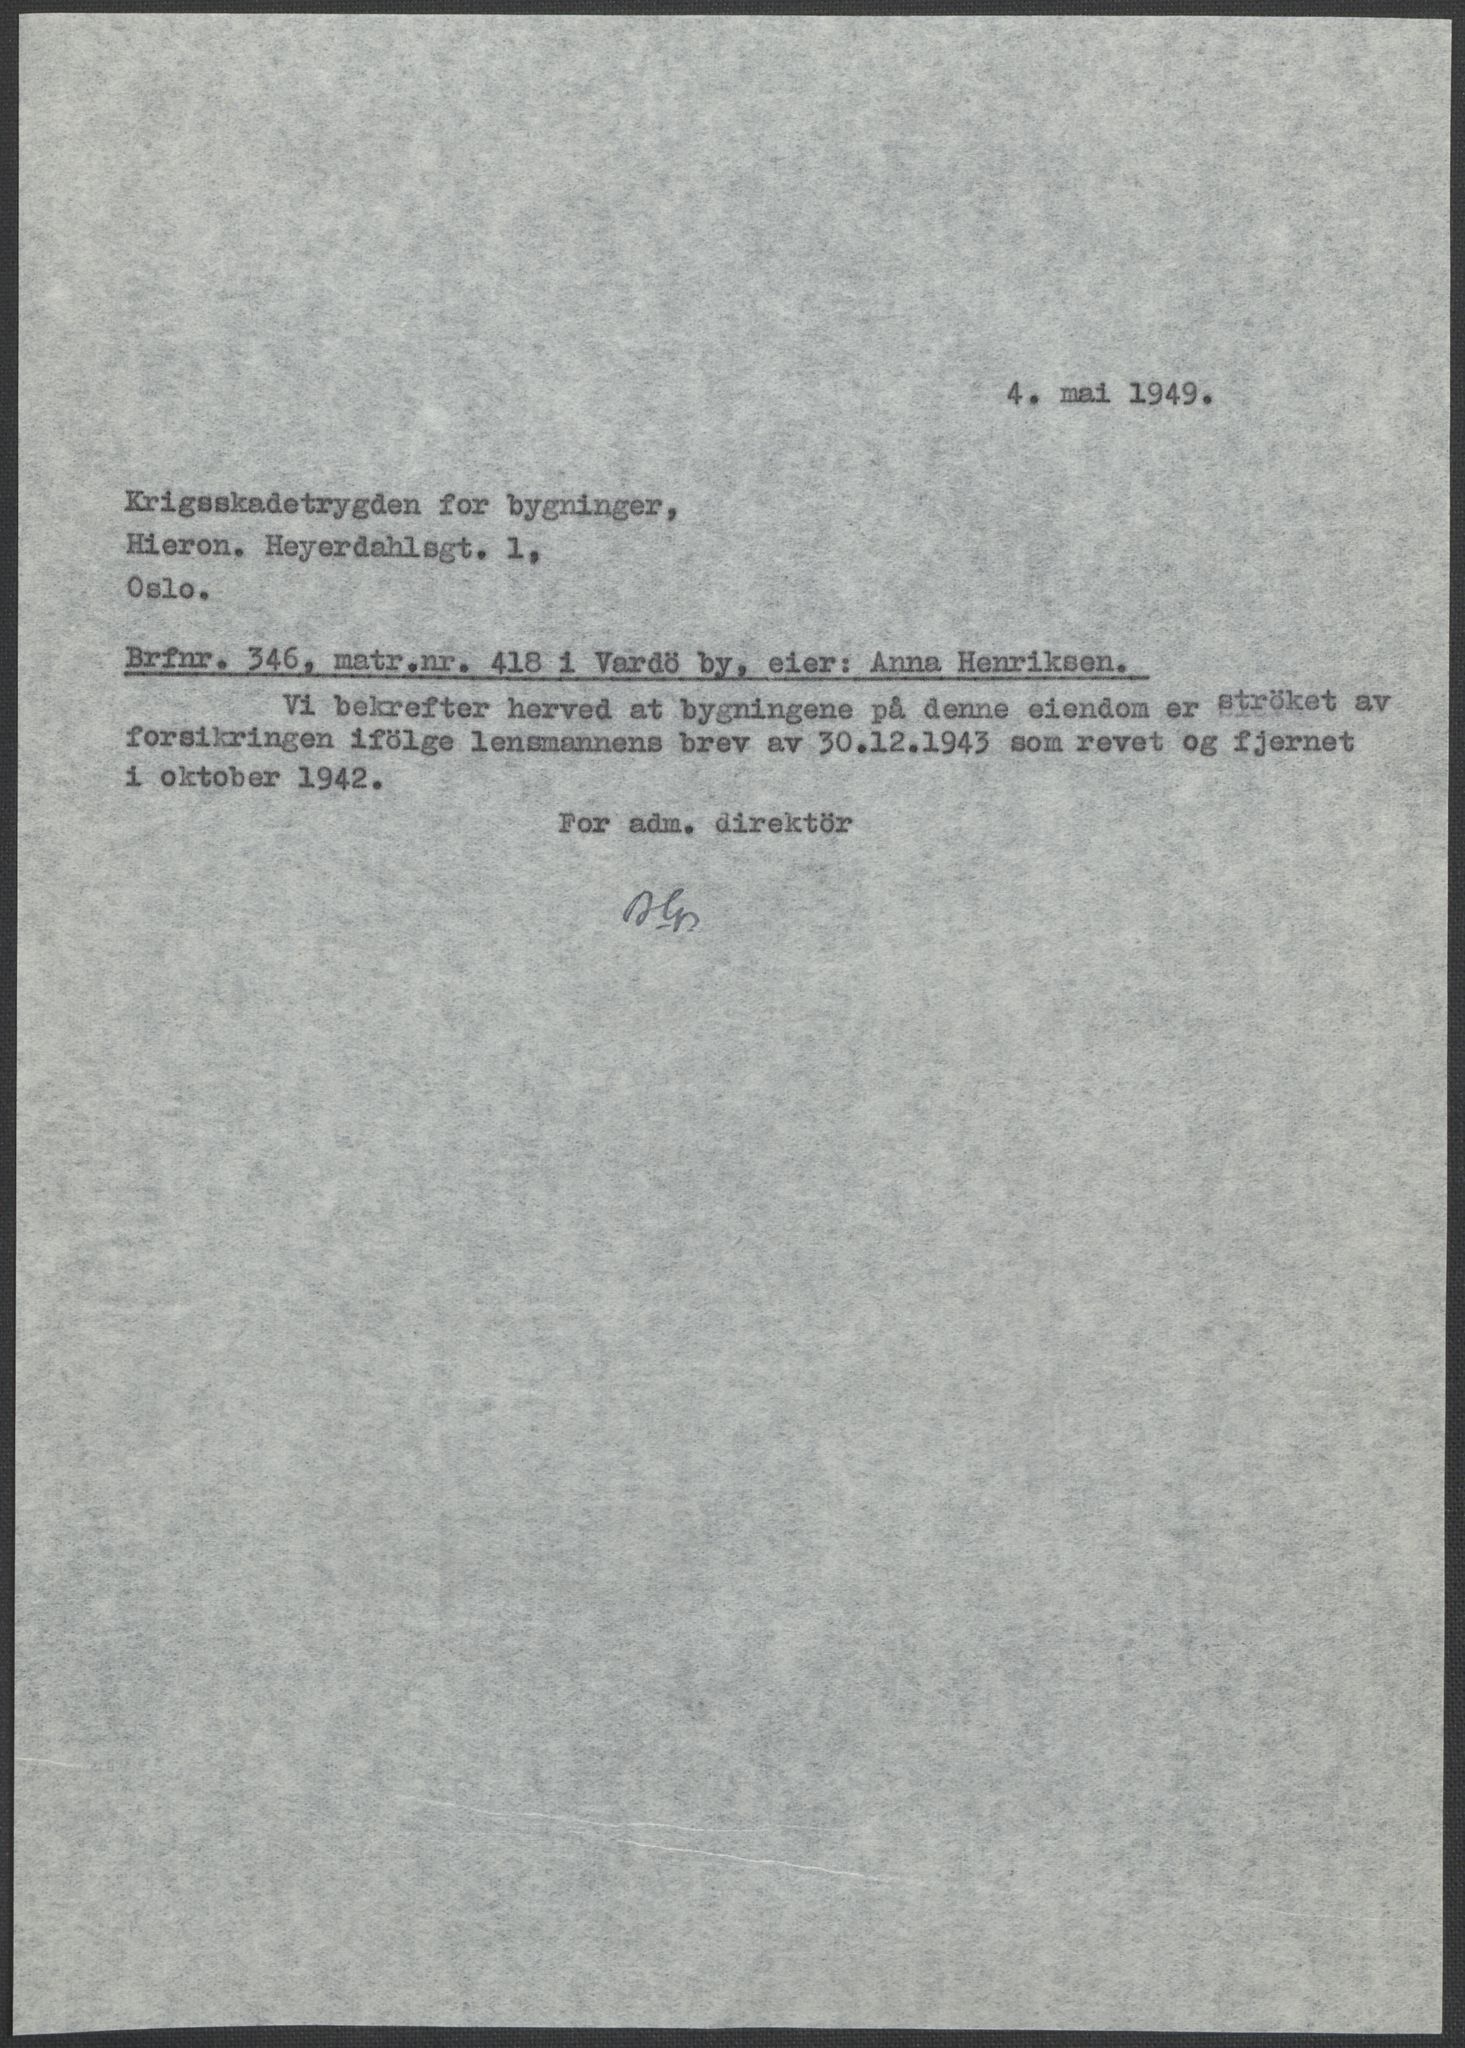 4. mai 1949.
Krigsskadetrygden for bygninger,
Hieron. Heyerdahlsgt. 1,
Oslo.
Brfnr. 346, matr.nr. 418 i Vardö by, eier: Anna Henriksen.
Vi bekrefter herved at bygningene på denne eiendom er ströket av
forsikringen ifölge lensmannens brev av 30.12.1943 som revet og fjernet
i oktober 1942.
For adm. direktör